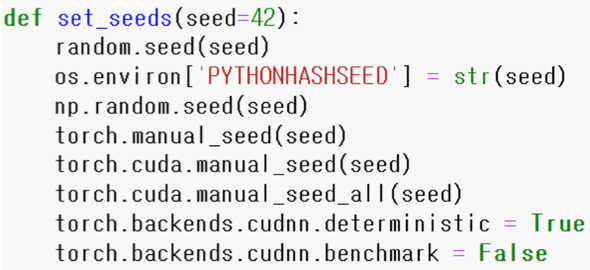 def set_seeds(seed=42):
    random.seed(seed)
    os.environ['PYTHONHASHSEED'] = str(seed)
    np.random.seed(seed)
    torch.manual_seed(seed)
    torch.cuda.manual_seed(seed)
    torch.cuda.manual_seed_all(seed)
    torch.backends.cudnn.deterministic = True
    torch.backends.cudnn.benchmark = False